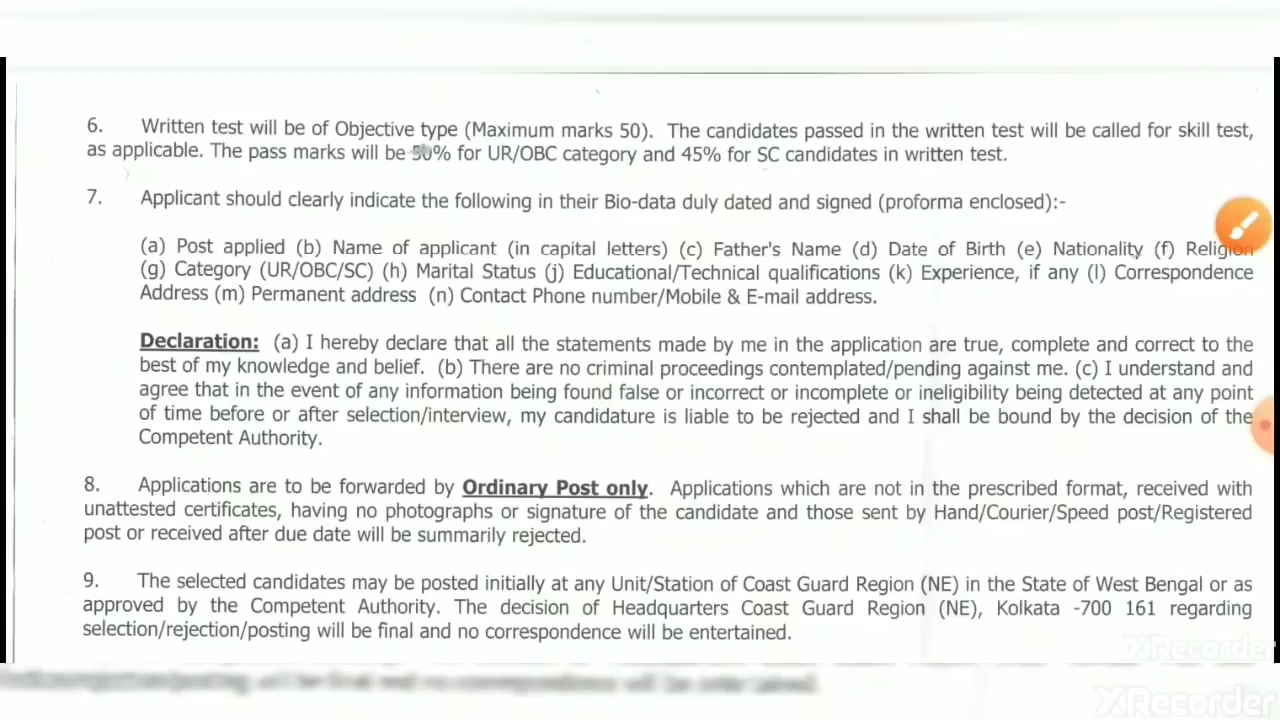 6. Written test will be of Objective type (Maximum marks 50). The candidates passed in the written test will be called for skill test,
as applicable. The pass marks will be 50% for UR/OBC category and 45% for SC candidates in written test.
7. Applicant should clearly indicate the following in their Bio-data duly dated and signed (proforma enclosed):-
(a) Post applied (b) Name of applicant (in capital letters) (c) Father's Name (d) Date of Birth (e) Nationality (f) Religion
(g) Category (UR/OBC/SC) (h) Marital Status (j) Educational/Technical qualifications (k) Experience, if any (l) Correspondence
Address (m) Permanent address (n) Contact Phone number/Mobile & E-mail address.
Declaration: (a) I hereby declare that all the statements made by me in the application are true, complete and correct to the
best of my knowledge and belief. (b) There are no criminal proceedings contemplated/pending against me. (c) I understand and
agree that in the event of any information being found false or incorrect or incomplete or ineligibility being detected at any point
of time before or after selection/interview, my candidature is liable to be rejected and I shall be bound by the decision of the
Competent Authority.
8. Applications are to be forwarded by Ordinary Post only. Applications which are not in the prescribed format, received with
unattested certificates, having no photographs or signature of the candidate and those sent by Hand/Courier/Speed post/Registered
post or received after due date will be summarily rejected.
9. The selected candidates may be posted initially at any Unit/Station of Coast Guard Region (NE) in the State of West Bengal or as
approved by the Competent Authority. The decision of Headquarters Coast Guard Region (NE), Kolkata -700 161 regarding
selection/rejection/posting will be final and no correspondence will be entertained.
XRecorder
XRecorder